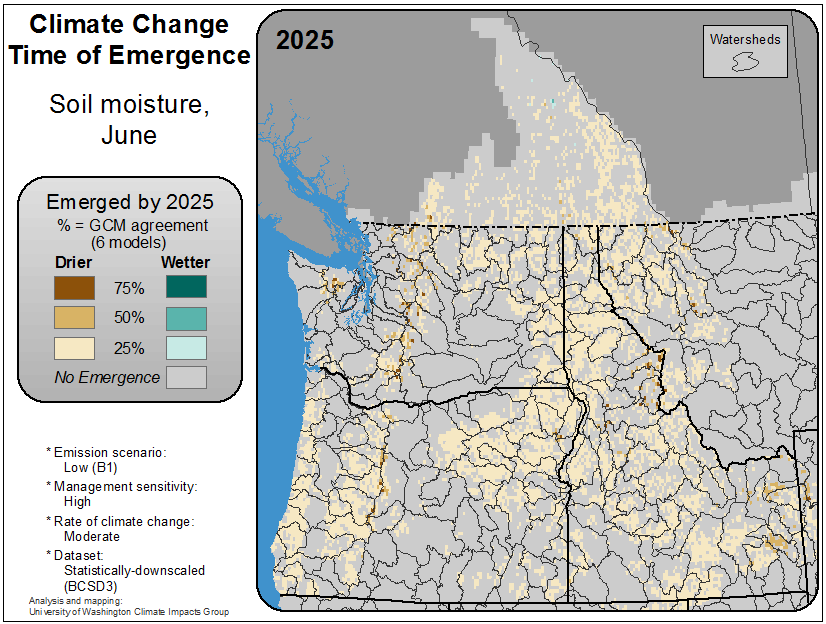 Climate Change
Time of Emergence
Soil moisture,
June
Emerged by 2025
% = GCM agreement
(6 models)
Drier Wetter
75%
50%
25%
No Emergence
* Emission scenario:
Low (B1)
* Management sensitivity:
High
* Rate of climate change:
Moderate
* Dataset:
Statistically-downscaled
(BCSD3)
Analysis and mapping:
University of Washington Climate Impacts Group
2025
Watersheds